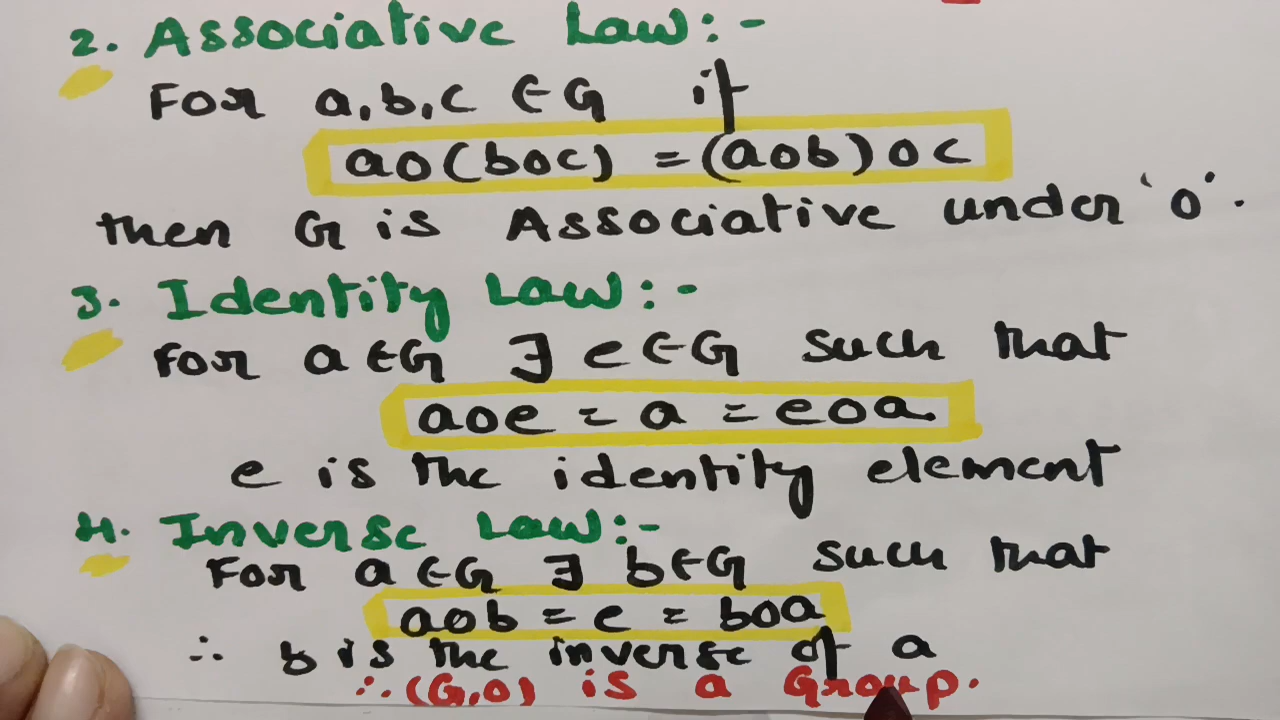 2. Associative Law:-
For a,b,c ∈ G if
ao(boc) = (aob)oc
then G is Associative under 'o'.
3. Identity Law:-
For a ∈ G ∃ e ∈ G such that
aoe = a = eoa.
e is the identity element
4. Inverse Law:-
For a ∈ G ∃ b ∈ G such that
aob = e = boa
∴ b is the inverse of a
∴ (G,o) is a Group.